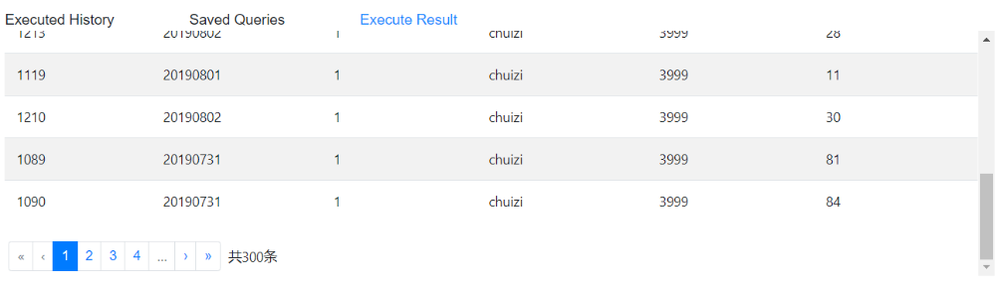 Executed History Saved Queries Execute Result
1213 20190802 1 chuizi 3999 28
1119 20190801 1 chuizi 3999 11
1210 20190802 1 chuizi 3999 30
1089 20190731 1 chuizi 3999 81
1090 20190731 1 chuizi 3999 84
« ‹ 1 2 3 4 ... › » 共300条